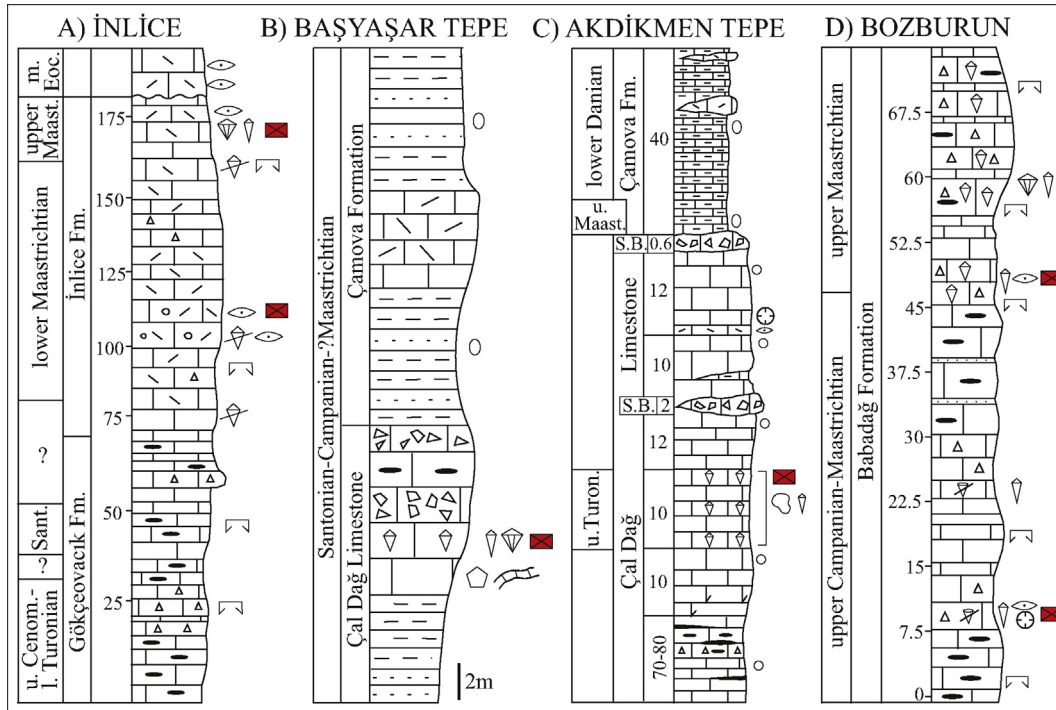 A) İNLİCE
B) BAŞYAŞAR TEPE
C) AKDİKMEN TEPE
D) BOZBURUN
m.
Eoc.
upper
Maast.
lower Maastrichtian
?
Sant.
?
u. Cenom.-
l. Turonian
İnlice Fm.
Gökçeovacık Fm.
175
150
125
100
75
50
25
Santonian-Campanian-?Maastrichtian
Çamova Formation
Çal Dağ Limestone
2m
lower Danian
u.
Maast.
u.Turon.
Çamova Fm.
Limestone
Çal Dağ
40
S.B.
0.6
12
10
S.B.
2
12
10
10
70-80
upper Maastrichtian
upper Campanian-Maastrichtian
Babadağ Formation
67.5
60
52.5
45
37.5
30
22.5
15
7.5
0